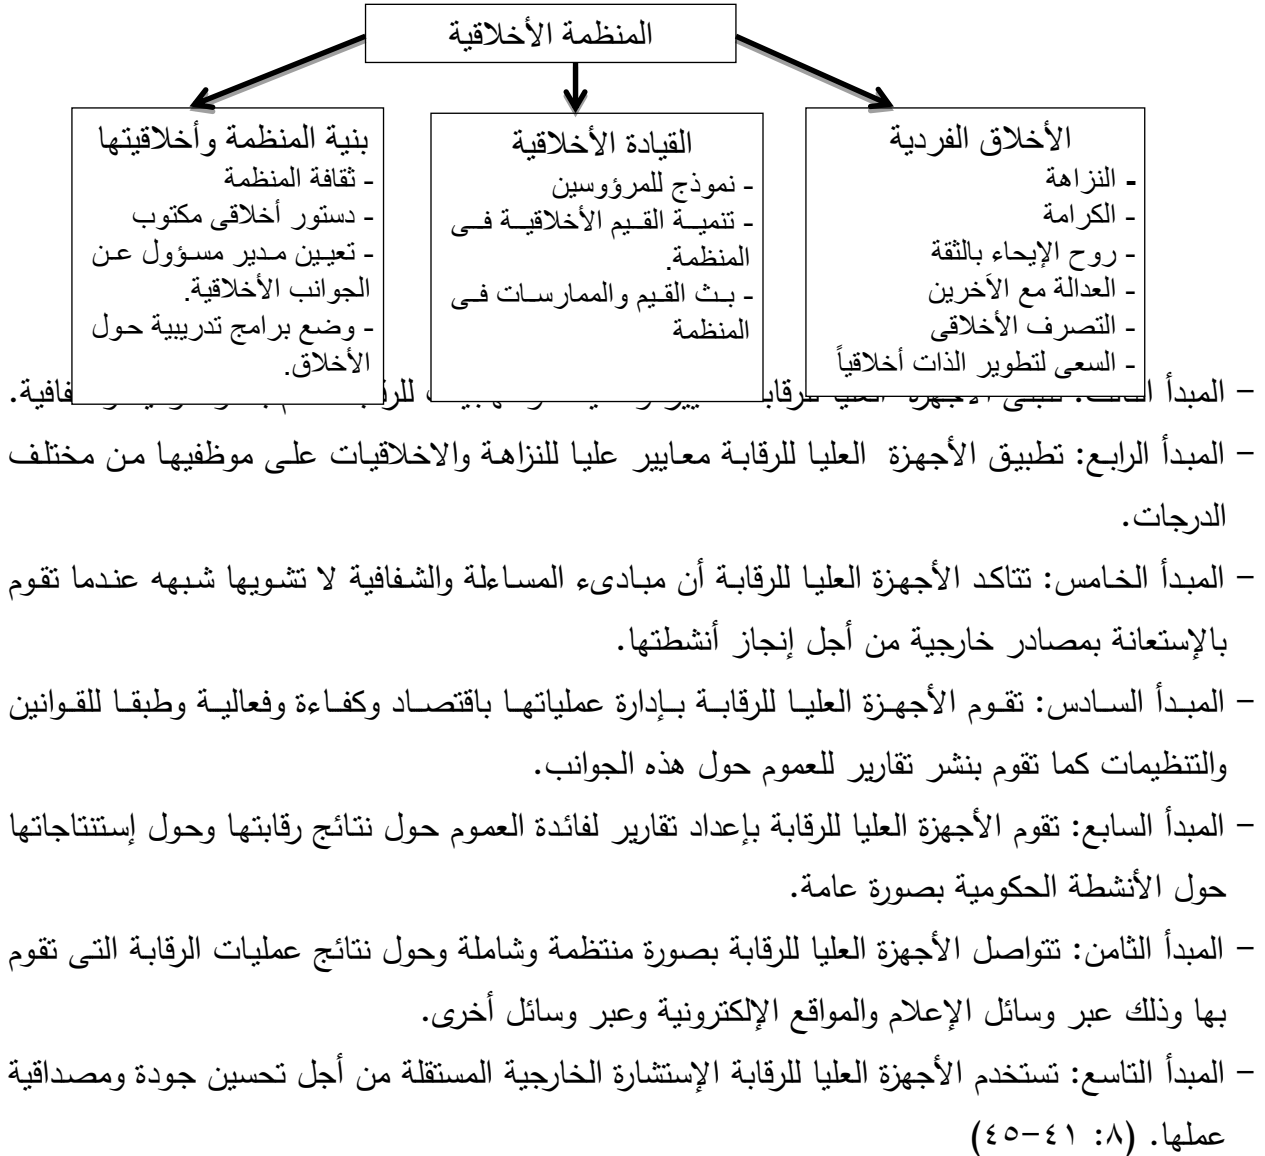 المنظمة الأخلاقية
الأخلاق الفردية
- النزاهة
- الكرامة
- روح الإيحاء بالثقة
- العدالة مع الآخرين
- التصرف الأخلاقى
- السعى لتطوير الذات أخلاقياً
القيادة الأخلاقية
- نموذج للمرؤوسين
- تنمية القيم الأخلاقية فى
المنظمة.
- بث القيم والممارسات فى
المنظمة
بنية المنظمة وأخلاقيتها
- ثقافة المنظمة
- دستور أخلاقى مكتوب
- تعيين مدير مسؤول عن
الجوانب الأخلاقية.
- وضع برامج تدريبية حول
الأخلاق.
- المبدأ
- المبدأ الرابع: تطبيق الأجهزة العليا للرقابة معايير عليا للنزاهة والاخلاقيات على موظفيها من مختلف
الدرجات.
- المبدأ الخامس: تتاكد الأجهزة العليا للرقابة أن مبادىء المساءلة والشفافية لا تشويها شبهه عندما تقوم
بالإستعانة بمصادر خارجية من أجل إنجاز أنشطتها.
- المبدأ السادس: تقوم الأجهزة العليا للرقابة بإدارة عملياتها باقتصاد وكفاءة وفعالية وطبقا للقوانين
والتنظيمات كما تقوم بنشر تقارير للعموم حول هذه الجوانب.
- المبدأ السابع: تقوم الأجهزة العليا للرقابة بإعداد تقارير لفائدة العموم حول نتائج رقابتها وحول إستنتاجاتها
حول الأنشطة الحكومية بصورة عامة.
- المبدأ الثامن: تتواصل الأجهزة العليا للرقابة بصورة منتظمة وشاملة وحول نتائج عمليات الرقابة التى تقوم
بها وذلك عبر وسائل الإعلام والمواقع الإلكترونية وعبر وسائل أخرى.
- المبدأ التاسع: تستخدم الأجهزة العليا للرقابة الإستشارة الخارجية المستقلة من أجل تحسين جودة ومصداقية
عملها. (٨: ٤١-٤٥)